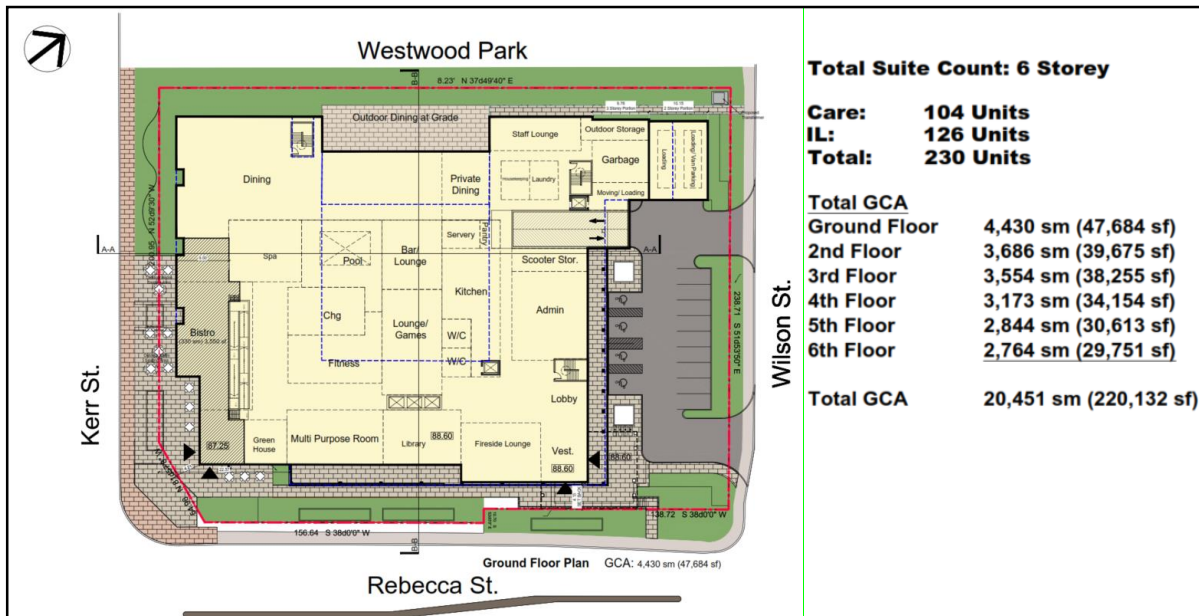 Westwood Park
8.23' N 37d49'40" E
B-B
Outdoor Dining at Grade
Staff Lounge
Outdoor Storage
Garbage
Loading
Loading/ Van Parking
Dining
Private
Dining
Laundry
Moving/ Loading
Servery
Pantry
A-A
A-A
Spa
Pool
Bar/
Lounge
Scooter Stor.
Kitchen
Chg
Lounge/
Games
Admin
W/C
W/C
Bistro
Fitness
Lobby
Green
House
Multi Purpose Room
Library
88.60
Fireside Lounge
Vest.
88.60
88.60
87.25
Kerr St.
Wilson St.
238.71 S 51d53'50" E
156.64 S 38d0'0" W
138.72 S 38d0'0" W
B-B
Ground Floor Plan GCA: 4,430 sm (47,684 sf)
Rebecca St.
Total Suite Count: 6 Storey
Care: 104 Units
IL: 126 Units
Total: 230 Units
Total GCA
Ground Floor 4,430 sm (47,684 sf)
2nd Floor 3,686 sm (39,675 sf)
3rd Floor 3,554 sm (38,255 sf)
4th Floor 3,173 sm (34,154 sf)
5th Floor 2,844 sm (30,613 sf)
6th Floor 2,764 sm (29,751 sf)
Total GCA 20,451 sm (220,132 sf)